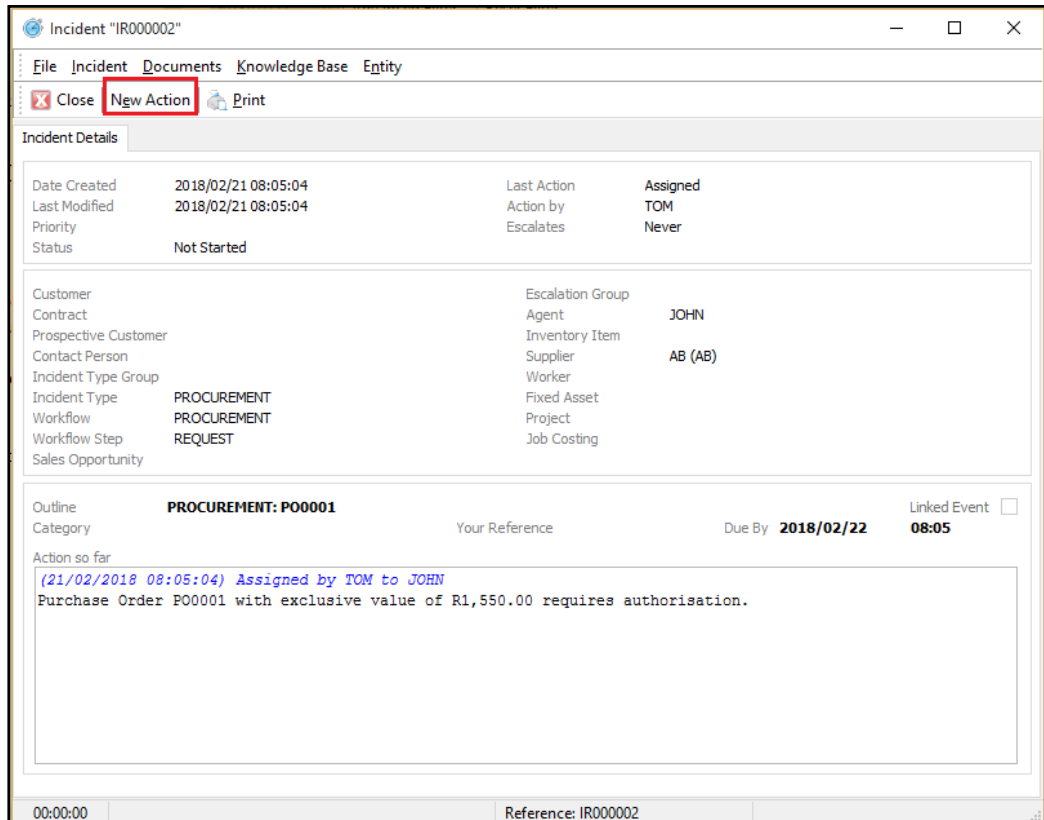 Incident "IR000002"
File Incident Documents Knowledge Base Entity
Close New Action Print
Incident Details
Date Created 2018/02/21 08:05:04 Last Action Assigned
Last Modified 2018/02/21 08:05:04 Action by TOM
Priority Escalates Never
Status Not Started
Customer Escalation Group
Contract Agent JOHN
Prospective Customer Inventory Item
Contact Person Supplier AB (AB)
Incident Type Group Worker
Incident Type PROCUREMENT Fixed Asset
Workflow PROCUREMENT Project
Workflow Step REQUEST Job Costing
Sales Opportunity
Outline PROCUREMENT: PO0001 Linked Event
Category Your Reference Due By 2018/02/22 08:05
Action so far
(21/02/2018 08:05:04) Assigned by TOM to JOHN
Purchase Order PO0001 with exclusive value of R1,550.00 requires authorisation.
00:00:00 Reference: IR000002